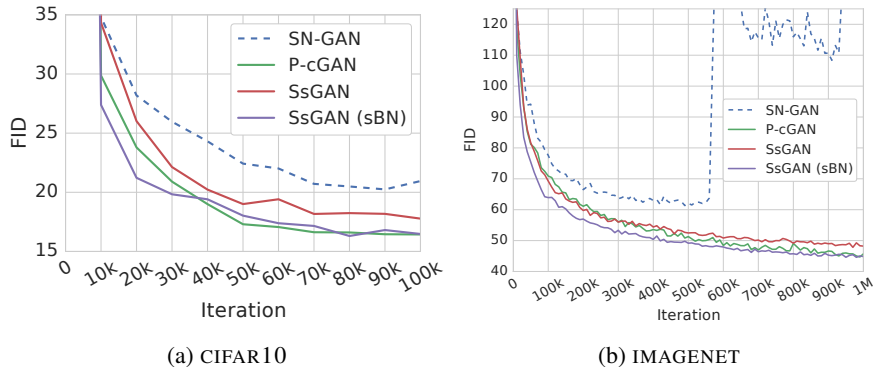 FID
35
30
25
20
15
0
10k
20k
30k
40k
50k
60k
70k
80k
90k
100k
Iteration
SN-GAN
P-cGAN
SsGAN
SsGAN (sBN)
(a) CIFAR10
FID
120
110
100
90
80
70
60
50
40
0
100k
200k
300k
400k
500k
600k
700k
800k
900k
1M
Iteration
SN-GAN
P-cGAN
SsGAN
SsGAN (sBN)
(b) IMAGENET